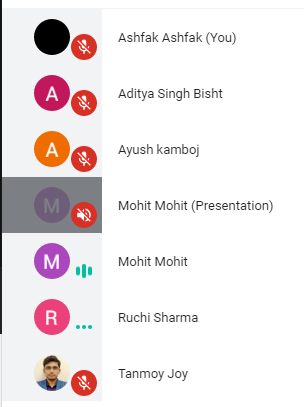 Ashfak Ashfak (You)
A Aditya Singh Bisht
A Ayush kamboj
M Mohit Mohit (Presentation)
M Mohit Mohit
R Ruchi Sharma
Tanmoy Joy